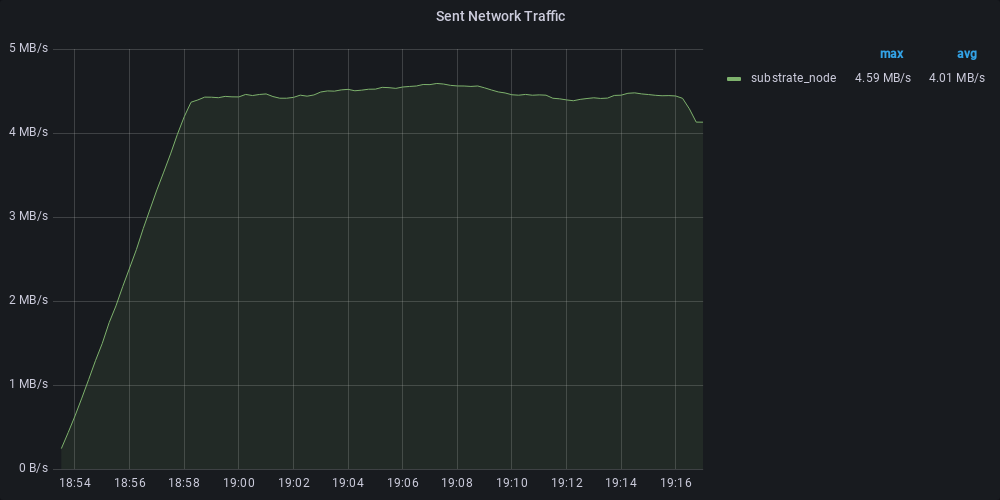 Sent Network Traffic
5 MB/s
4 MB/s
3 MB/s
2 MB/s
1 MB/s
0 B/s
18:54 18:56 18:58 19:00 19:02 19:04 19:06 19:08 19:10 19:12 19:14 19:16
max avg
substrate_node 4.59 MB/s 4.01 MB/s